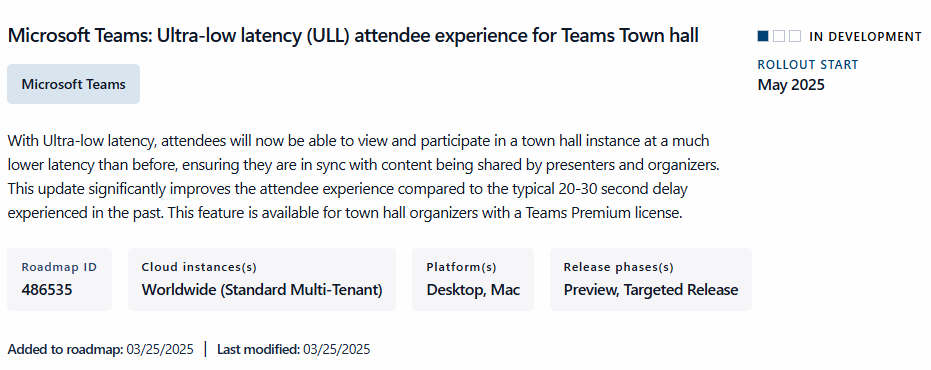 Microsoft Teams: Ultra-low latency (ULL) attendee experience for Teams Town hall
IN DEVELOPMENT
ROLLOUT START
May 2025
Microsoft Teams
With Ultra-low latency, attendees will now be able to view and participate in a town hall instance at a much
lower latency than before, ensuring they are in sync with content being shared by presenters and organizers.
This update significantly improves the attendee experience compared to the typical 20-30 second delay
experienced in the past. This feature is available for town hall organizers with a Teams Premium license.
Roadmap ID
486535
Cloud instances(s)
Worldwide (Standard Multi-Tenant)
Platform(s)
Desktop, Mac
Release phases(s)
Preview, Targeted Release
Added to roadmap: 03/25/2025 | Last modified: 03/25/2025